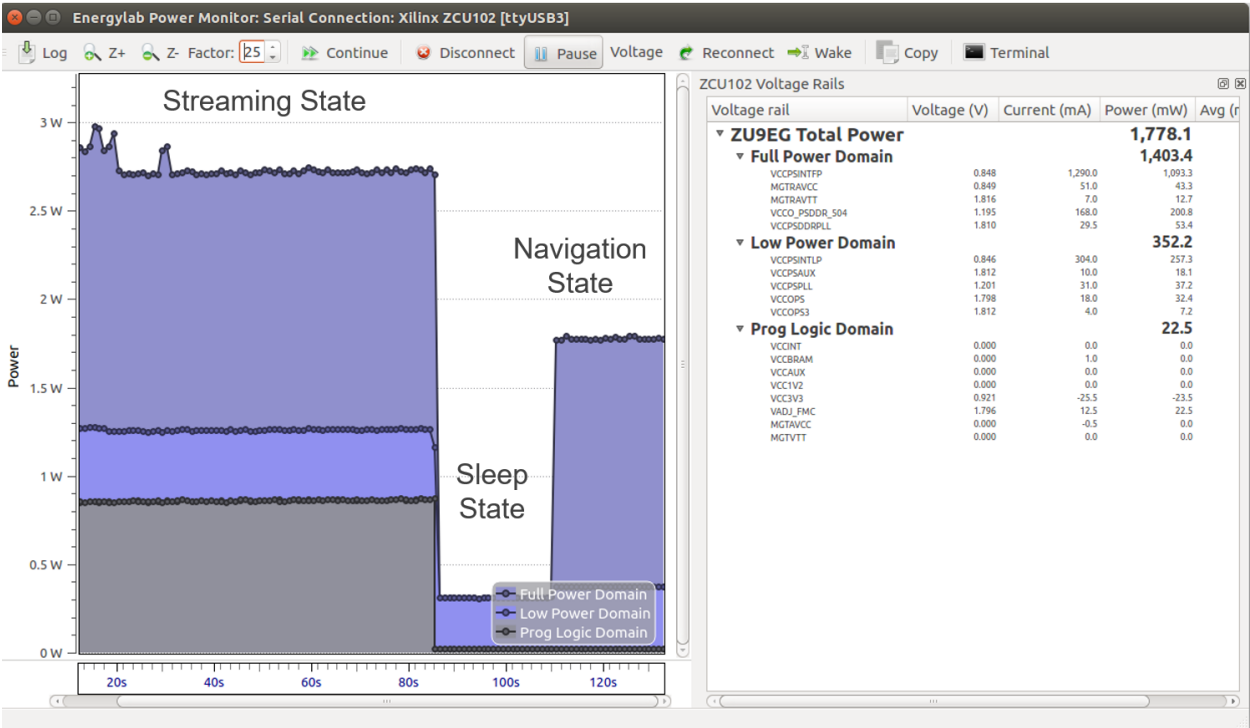 Energylab Power Monitor: Serial Connection: Xilinx ZCU102 [ttyUSB3]
Log Z+ Z- Factor: 25 Continue Disconnect Pause Voltage Reconnect Wake Copy Terminal
ZCU102 Voltage Rails
Voltage rail Voltage (V) Current (mA) Power (mW) Avg (r
ZU9EG Total Power 1,778.1
Full Power Domain 1,403.4
VCCPSINTFP 0.848 1,290.0 1,093.3
MGTRAVCC 0.849 51.0 43.3
MGTRAVTT 1.816 7.0 12.7
VCCO_PSDDR_504 1.195 168.0 200.8
VCCPSDDRPLL 1.810 29.5 53.4
Low Power Domain 352.2
VCCPSINTLP 0.846 304.0 257.3
VCCPSAUX 1.812 10.0 18.1
VCCPSPLL 1.201 31.0 37.2
VCCOPS 1.798 18.0 32.4
VCCOPS3 1.812 4.0 7.2
Prog Logic Domain 22.5
VCCINT 0.000 0.0 0.0
VCCBRAM 0.000 1.0 0.0
VCCAUX 0.000 0.0 0.0
VCC1V2 0.000 0.0 0.0
VCC3V3 0.921 -25.5 -23.5
VADJ_FMC 1.796 12.5 22.5
MGTAVCC 0.000 -0.5 0.0
MGTVTT 0.000 0.0 0.0
Streaming State
Navigation
State
Sleep
State
Power
3 W
2.5 W
2 W
1.5 W
1 W
0.5 W
0 W
Full Power Domain
Low Power Domain
Prog Logic Domain
20s 40s 60s 80s 100s 120s